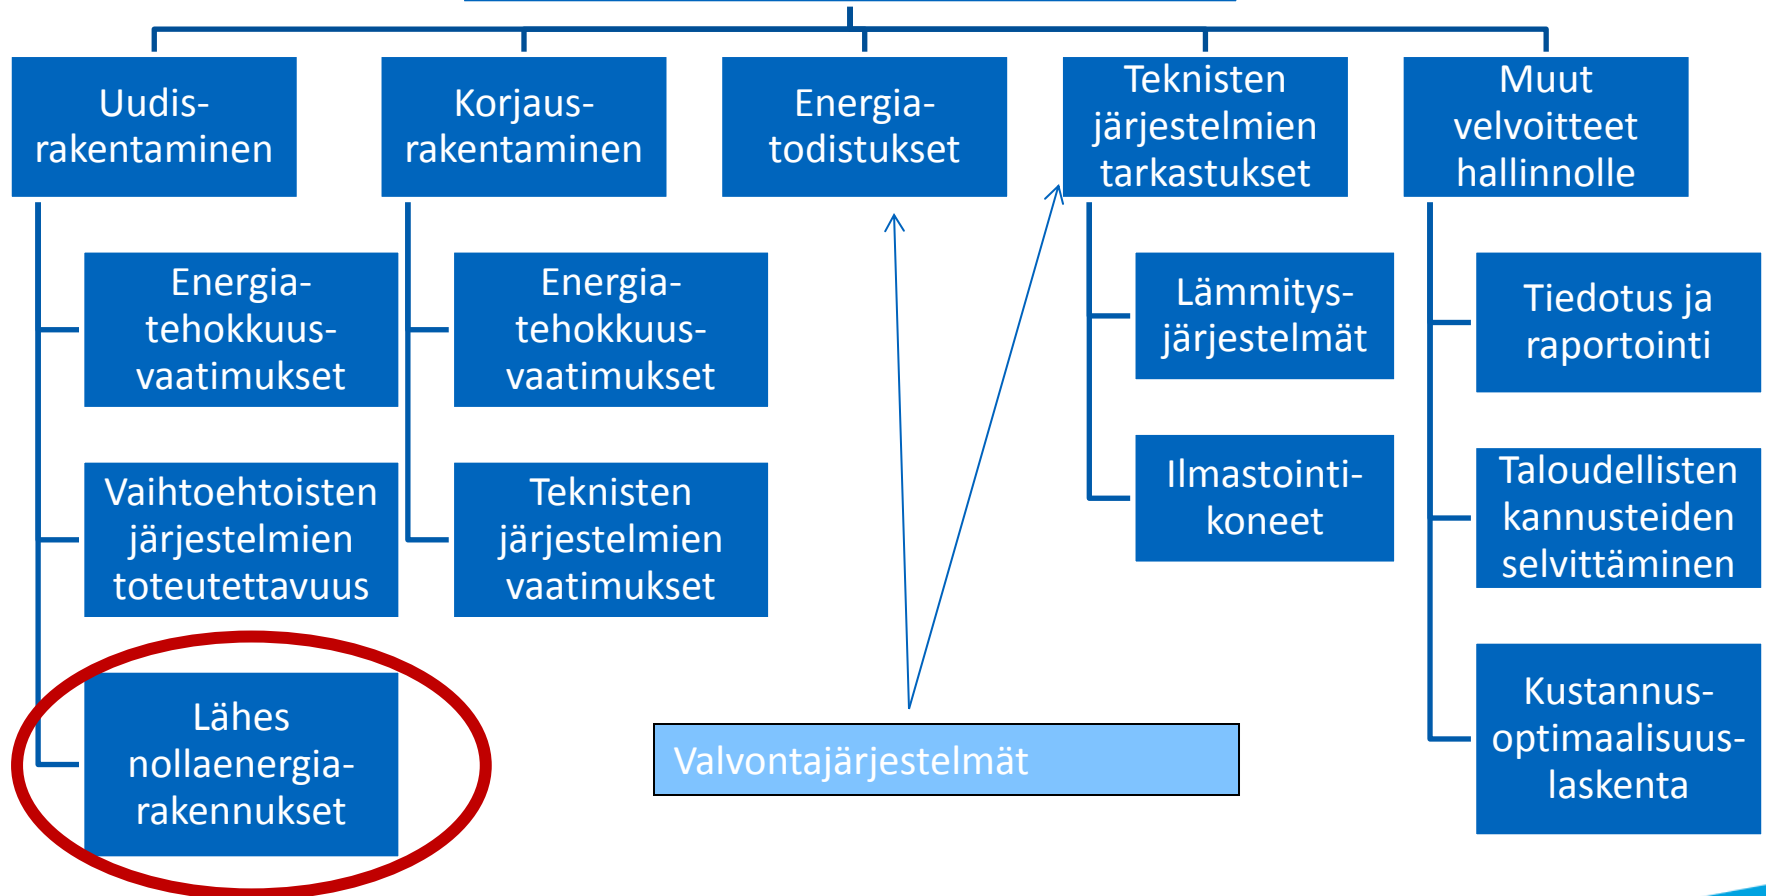 Uudis-
rakentaminen
Korjaus-
rakentaminen
Energia-
todistukset
Teknisten
järjestelmien
tarkastukset
Muut
velvoitteet
hallinnolle
Energia-
tehokkuus-
vaatimukset
Vaihtoehtoisten
järjestelmien
toteutettavuus
Lähes
nollaenergia-
rakennukset
Energia-
tehokkuus-
vaatimukset
Teknisten
järjestelmien
vaatimukset
Lämmitys-
järjestelmät
Ilmastointi-
koneet
Tiedotus ja
raportointi
Taloudellisten
kannusteiden
selvittäminen
Kustannus-
optimaalisuus-
laskenta
Valvontajärjestelmät